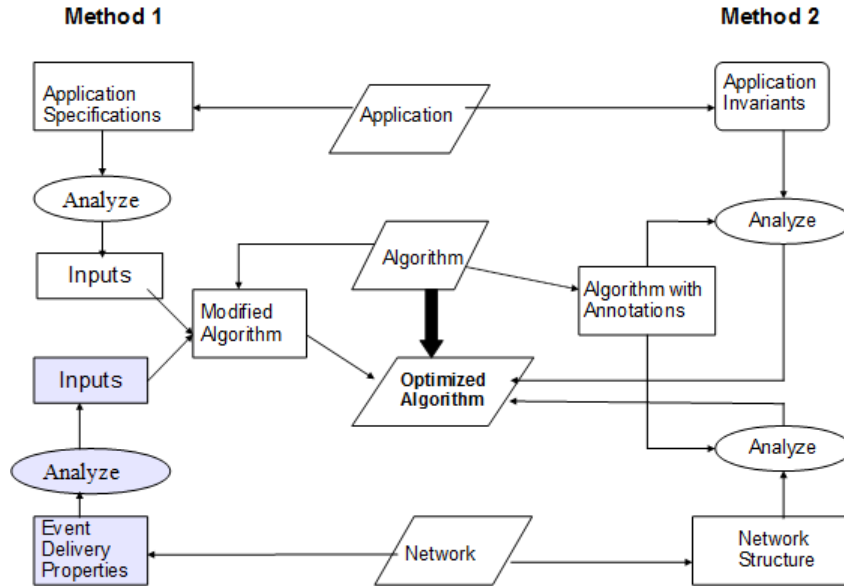 Method 1
Method 2
Application
Specifications
Application
Application
Invariants
Analyze
Analyze
Algorithm
Inputs
Algorithm with
Annotations
Modified
Algorithm
Inputs
Optimized
Algorithm
Analyze
Analyze
Event
Delivery
Properties
Network
Network
Structure